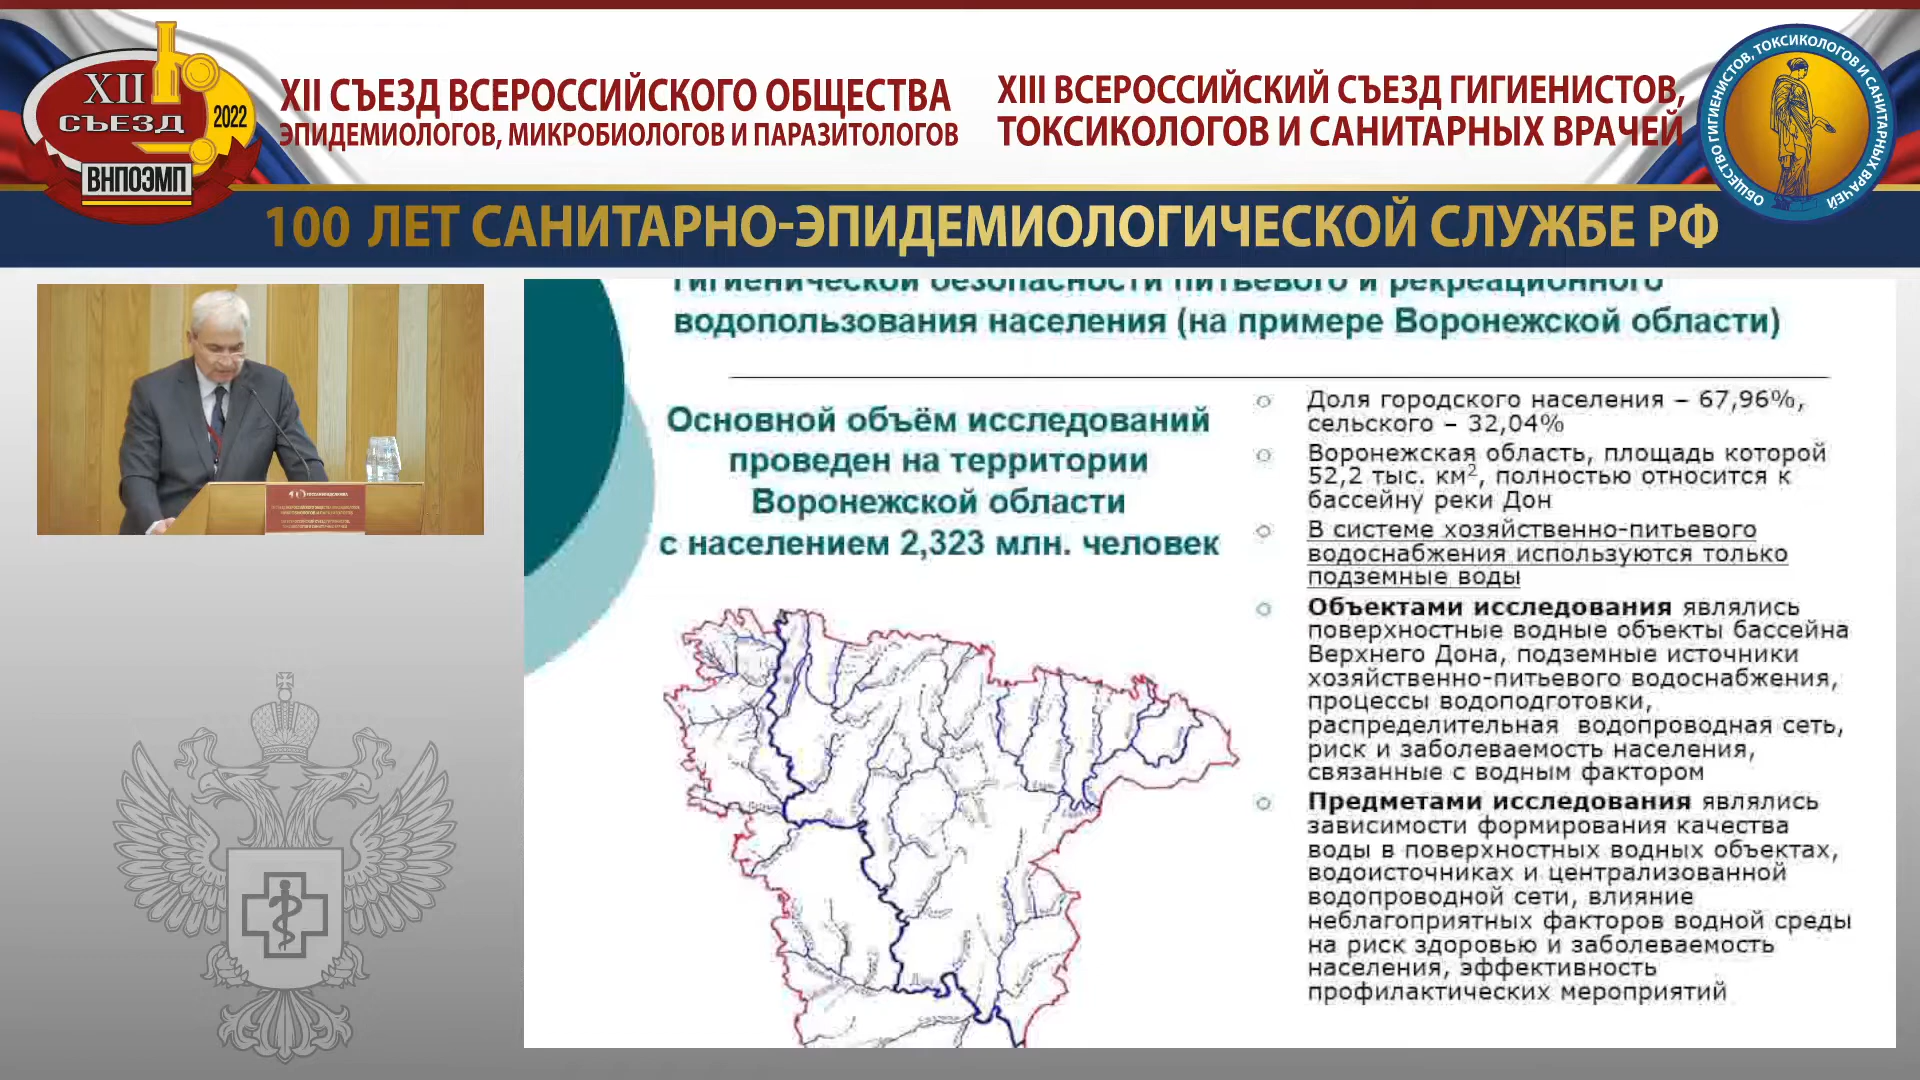 XII
СЪЕЗД
2022
ВНПОЭМП
XII СЪЕЗД ВСЕРОССИЙСКОГО ОБЩЕСТВА
ЭПИДЕМИОЛОГОВ, МИКРОБИОЛОГОВ И ПАРАЗИТОЛОГОВ
XIII ВСЕРОССИЙСКИЙ СЪЕЗД ГИГИЕНИСТОВ,
ТОКСИКОЛОГОВ И САНИТАРНЫХ ВРАЧЕЙ
ОБЩЕСТВО ГИГИЕНИСТОВ, ТОКСИКОЛОГОВ И САНИТАРНЫХ ВРАЧЕЙ
100 ЛЕТ САНИТАРНО-ЭПИДЕМИОЛОГИЧЕСКОЙ СЛУЖБЕ РФ
гигиенической безопасности питьевого и рекреационного
водопользования населения (на примере Воронежской области)
Основной объём исследований
проведен на территории
Воронежской области
с населением 2,323 млн. человек
Доля городского населения – 67,96%,
сельского – 32,04%
Воронежская область, площадь которой
52,2 тыс. км², полностью относится к
бассейну реки Дон
В системе хозяйственно-питьевого
водоснабжения используются только
подземные воды
Объектами исследования являлись
поверхностные водные объекты бассейна
Верхнего Дона, подземные источники
хозяйственно-питьевого водоснабжения,
процессы водоподготовки,
распределительная водопроводная сеть,
риск и заболеваемость населения,
связанные с водным фактором
Предметами исследования являлись
зависимости формирования качества
воды в поверхностных водных объектах,
водоисточниках и централизованной
водопроводной сети, влияние
неблагоприятных факторов водной среды
на риск здоровью и заболеваемость
населения, эффективность
профилактических мероприятий